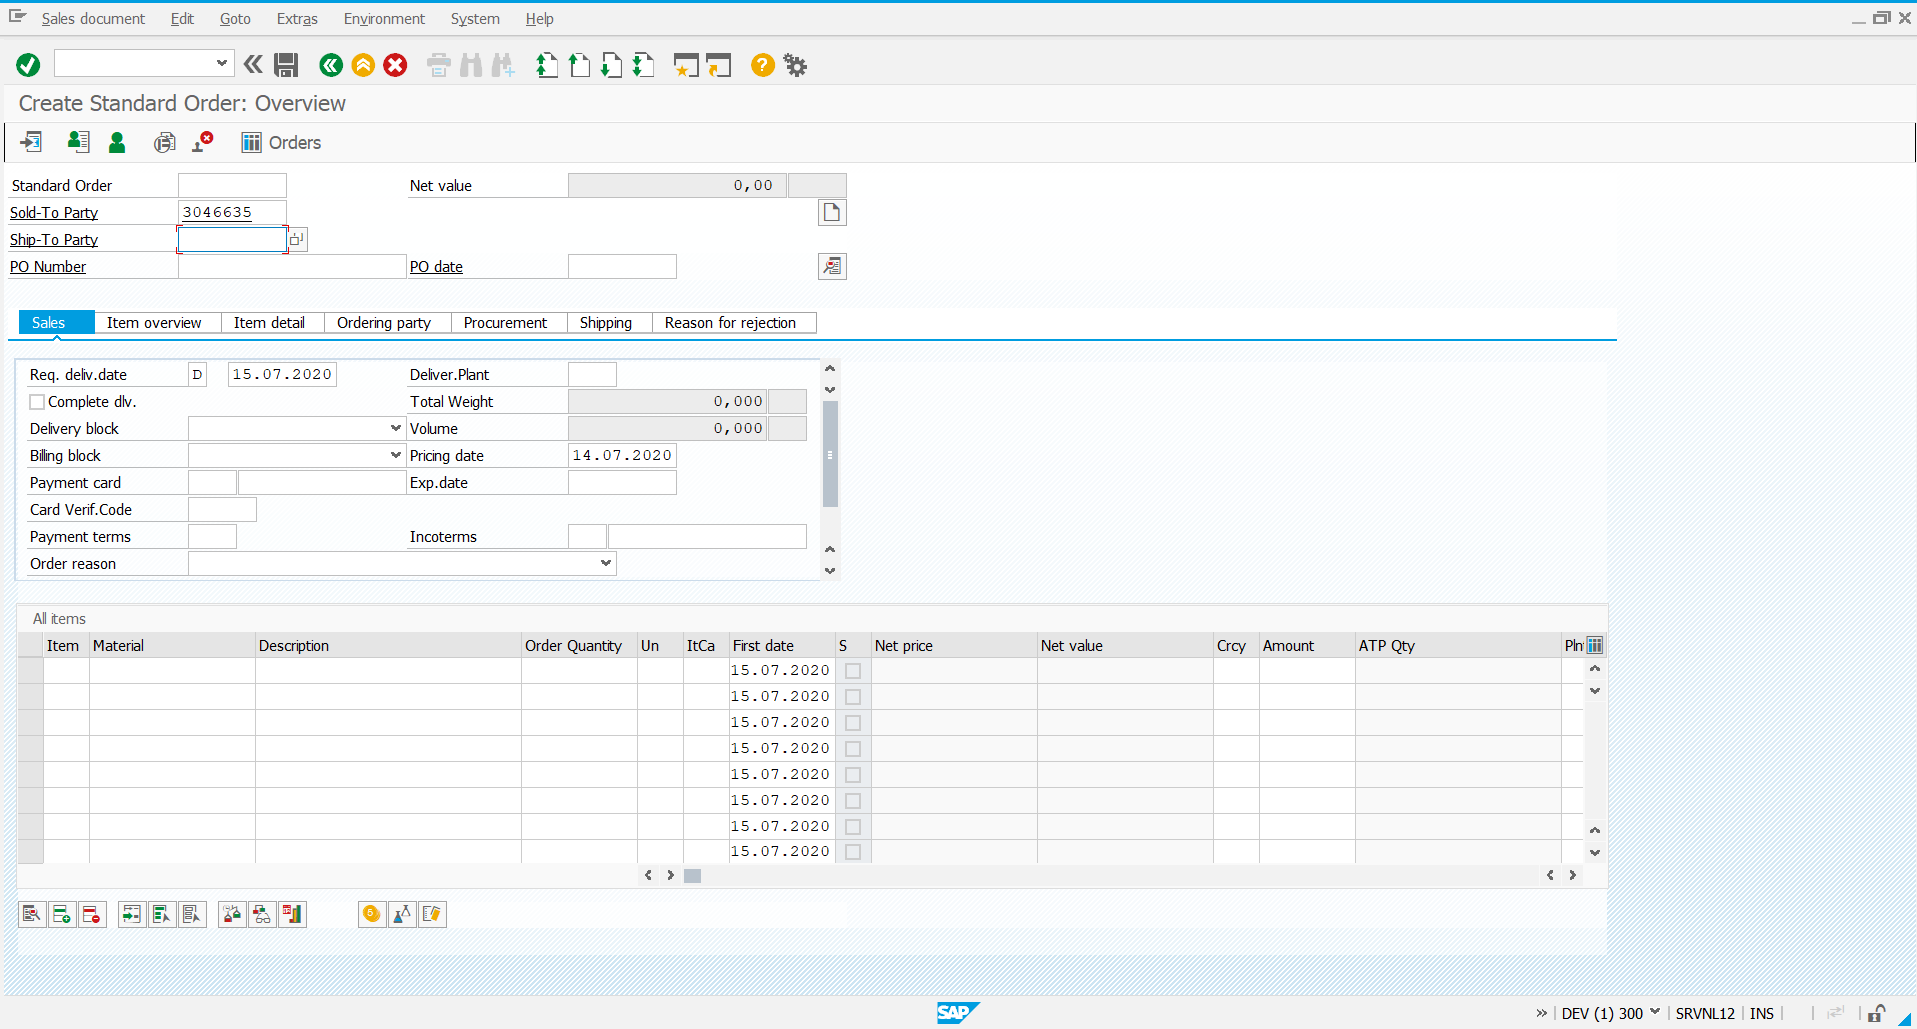 Sales document Edit Goto Extras Environment System Help
Create Standard Order: Overview
Orders
Standard Order Net value 0,00
Sold-To Party 3046635
Ship-To Party
PO Number PO date
Sales Item overview Item detail Ordering party Procurement Shipping Reason for rejection
Req. deliv.date D 15.07.2020 Deliver.Plant
Complete dlv. Total Weight 0,000
Delivery block Volume 0,000
Billing block Pricing date 14.07.2020
Payment card Exp.date
Card Verif.Code
Payment terms Incoterms
Order reason
All items
Item Material Description Order Quantity Un ItCa First date S Net price Net value Crcy Amount ATP Qty Pln
15.07.2020
15.07.2020
15.07.2020
15.07.2020
15.07.2020
15.07.2020
15.07.2020
15.07.2020
SAP DEV (1) 300 SRVNL12 INS